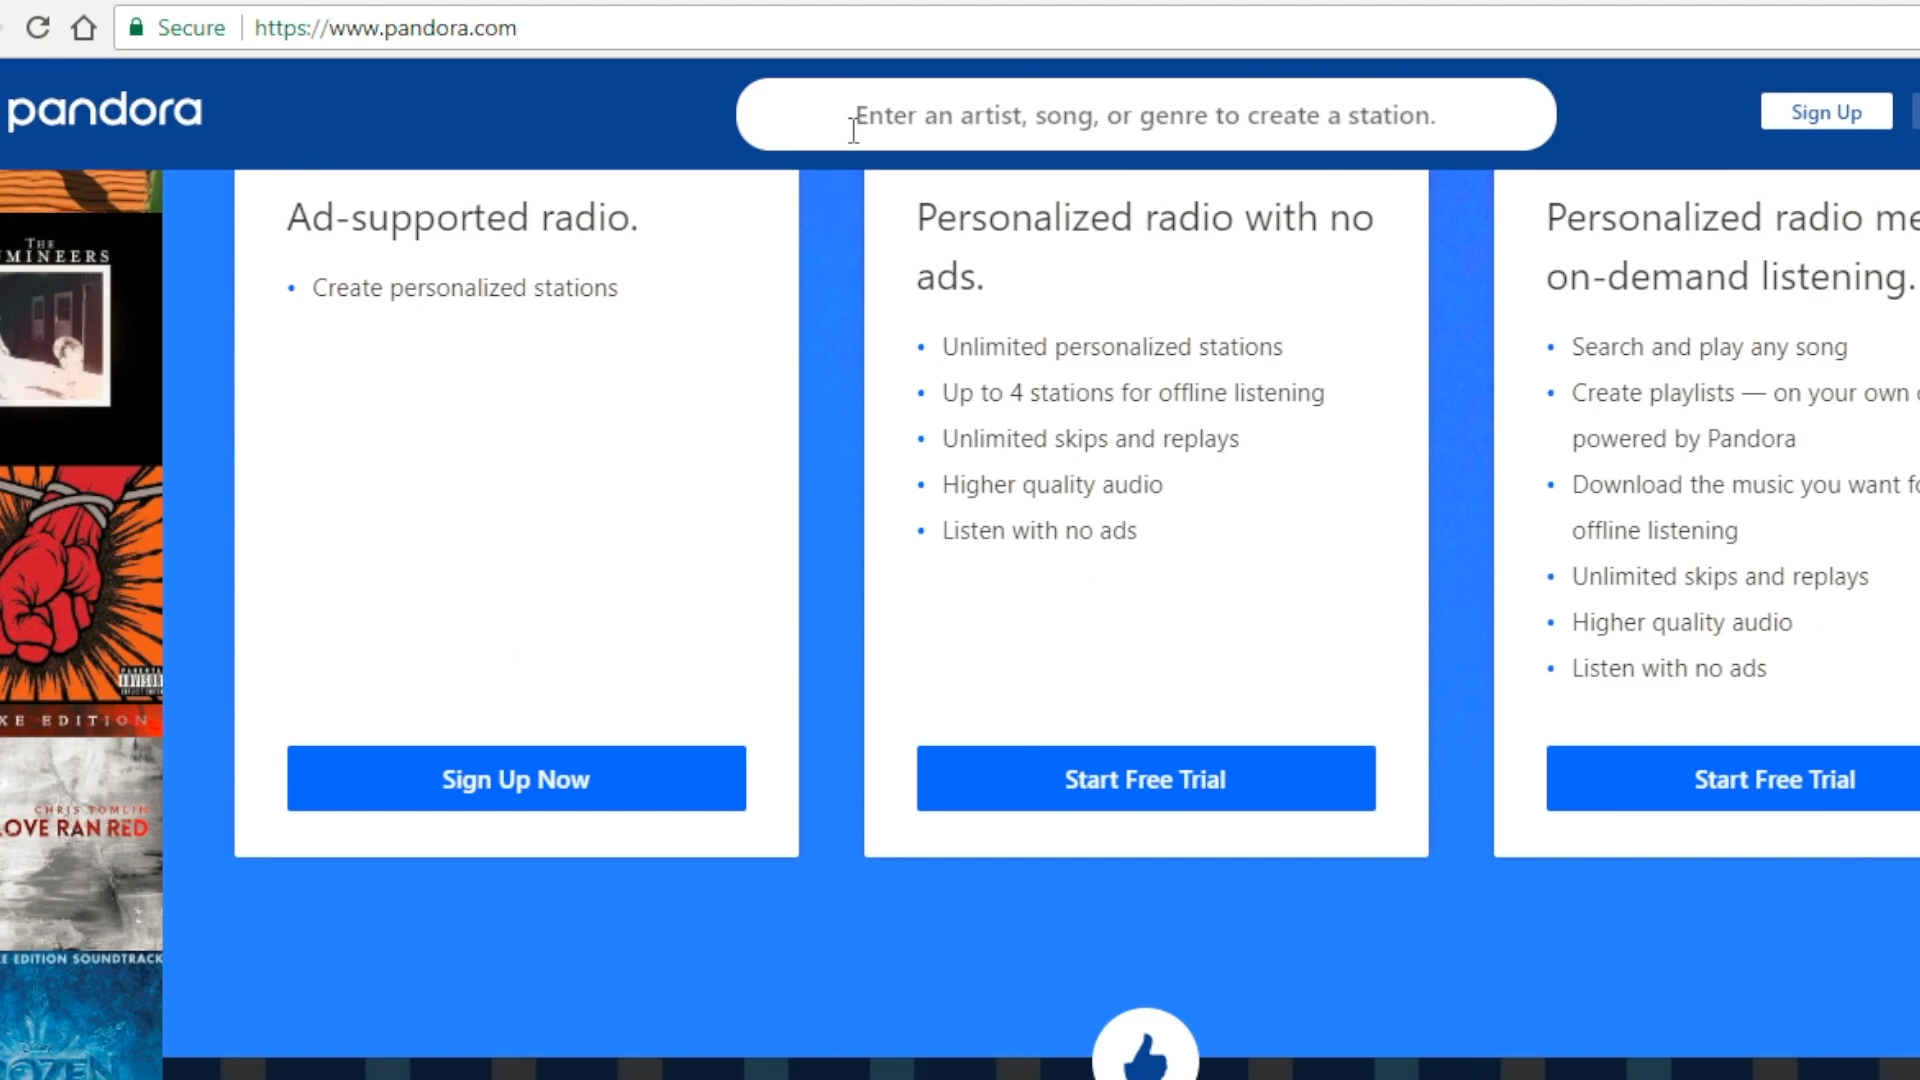 Secure
https://www.pandora.com
pandora
Enter an artist, song, or genre to create a station.
Sign Up
Ad-supported radio.
• Create personalized stations
Sign Up Now
Personalized radio with no
ads.
• Unlimited personalized stations
• Up to 4 stations for offline listening
• Unlimited skips and replays
• Higher quality audio
• Listen with no ads
Start Free Trial
Personalized radio me
on-demand listening.
• Search and play any song
• Create playlists — on your own
powered by Pandora
• Download the music you want
offline listening
• Unlimited skips and replays
• Higher quality audio
• Listen with no ads
Start Free Trial
THE
MINEERS
XE EDITION
CHRIS TOMLIN
LOVE RAN RED
E EDITION SOUNDTRACK
OZEN